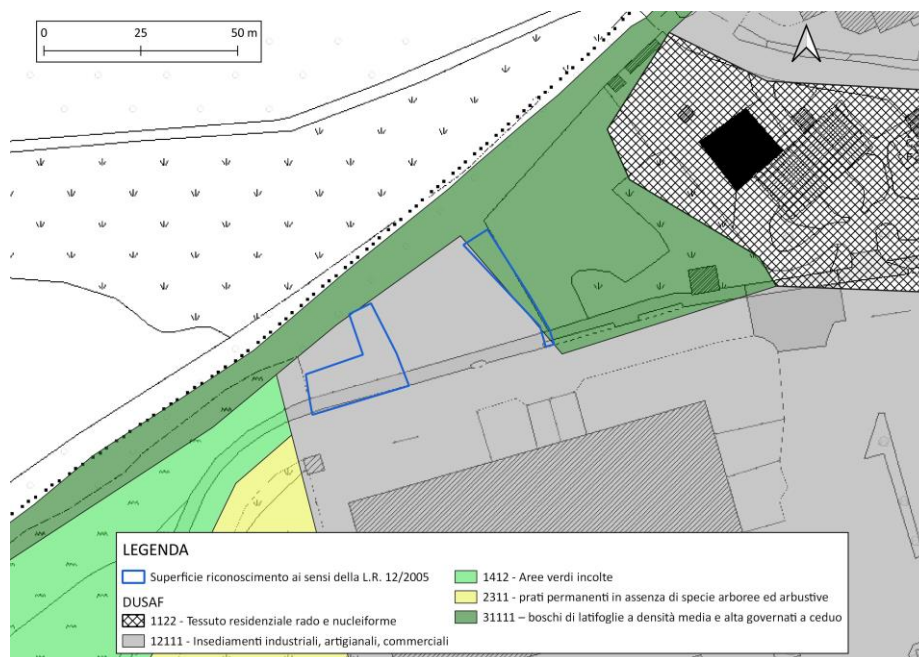 0 25 50 m
LEGENDA
Superficie riconoscimento ai sensi della L.R. 12/2005
DUSAF
1122 - Tessuto residenziale rado e nucleiforme
12111 - Insediamenti industriali, artigianali, commerciali
1412 - Aree verdi incolte
2311 - prati permanenti in assenza di specie arboree ed arbustive
31111 – boschi di latifoglie a densità media e alta governati a ceduo